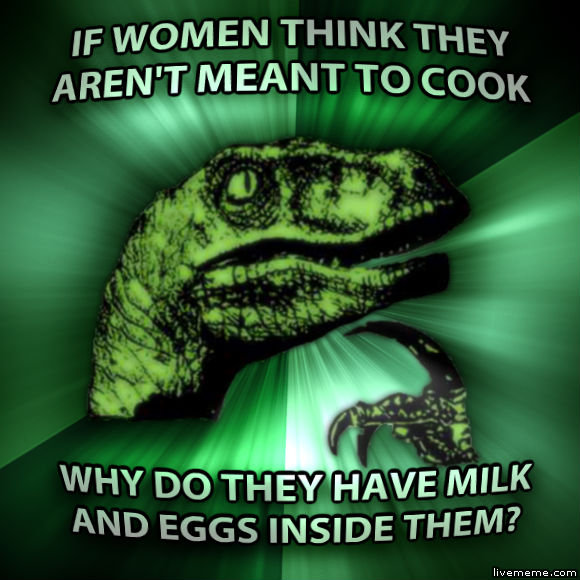 IF WOMEN THINK THEY
AREN'T MEANT TO COOK
WHY DO THEY HAVE MILK
AND EGGS INSIDE THEM?
livememe.com